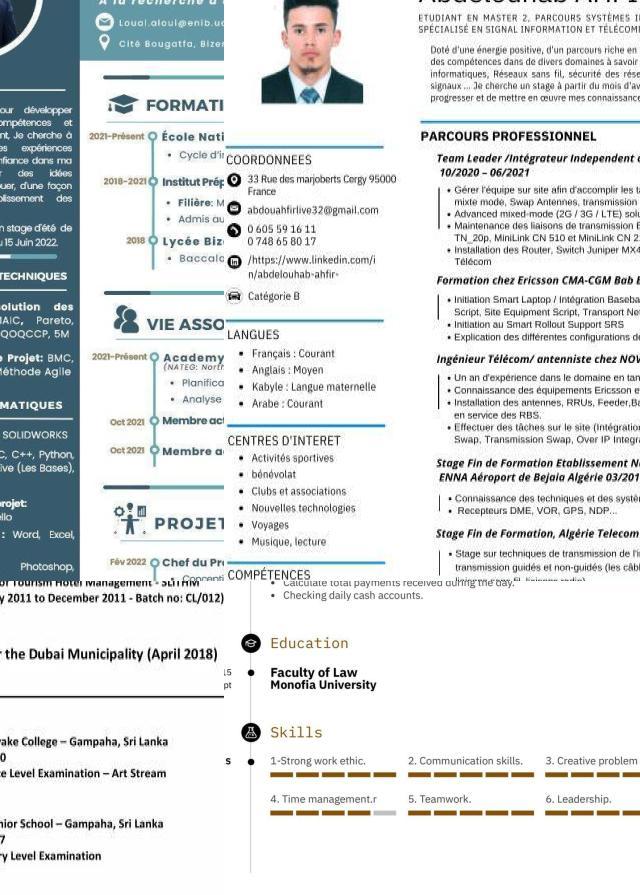 À la recherche d
Loual.aloui@enib.u
Cité Bougatfa, Bizer
our développer
ompétences et
nt, Je cherche à
es expériences
nfiance dans ma
r des idées
quer, d'une façon
blissement des
n stage d'été de
u 15 Juin 2022.
TECHNIQUES
solution des
MAIC, Pareto,
QOQCCP, 5M
e Projet: BMC,
Méthode Agile
MATIQUES
SOLIDWORKS
C, C++, Python,
ive (Les Bases),
rojet:
ello
: Word, Excel,
Photoshop,
FORMATI
2021-Présent
École Nati
Cycle d'in
2018-2021
Institut Prép
Filière: M
Admis au
2018
Lycée Biz
Baccala
VIE ASSO
2021-Présent
Academy
(NATEG: North
Planifica
Analyse
Oct 2021
Membre act
Oct 2021
Membre a
PROJET
Fév 2022
Chef du Pr
Concepti
COORDONNEES
33 Rue des marjoberts Cergy 95000
France
abdouahfirlive32@gmail.com
0 605 59 16 11
0 748 65 80 17
/https://www.linkedin.com/i
n/abdelouhab-ahfir-
Catégorie B
LANGUES
• Français : Courant
• Anglais : Moyen
• Kabyle : Langue maternelle
• Arabe : Courant
CENTRES D'INTERET
• Activités sportives
• bénévolat
• Clubs et associations
• Nouvelles technologies
• Voyages
• Musique, lecture
COMPÉTENCES
ETUDIANT EN MASTER 2, PARCOURS SYSTÈMES I
SPÉCIALISÉ EN SIGNAL INFORMATION ET TÉLÉCOM
Doté d'une énergie positive, d'un parcours riche en
des compétences dans de divers domaines à savoir
informatiques, Réseaux sans fil, sécurité des rése
signaux ... Je cherche un stage à partir du mois d'av
progresser et de mettre en œuvre mes connaissance
PARCOURS PROFESSIONNEL
Team Leader /Intégrateur Independent c
10/2020 – 06/2021
• Gérer l'équipe sur site afin d'accomplir les ta
mixte mode, Swap Antennes, transmission
• Advanced mixed-mode (2G / 3G / LTE) solu
• Maintenance des liaisons de transmission E
TN_20p, MiniLink CN 510 et MiniLink CN 2
• Installation des Router, Switch Juniper MX4
Télécom
Formation chez Ericsson CMA-CGM Bab E
• Initiation Smart Laptop / Intégration Baseba
Script, Site Equipment Script, Transport Net
• Initiation au Smart Rollout Support SRS
• Explication des différentes configurations de
Ingénieur Télécom/ antenniste chez NOV
• Un an d'expérience dans le domaine en tan
• Connaissance des équipements Ericsson e
• Installation des antennes, RRUs, Feeder,Ba
en service des RBS.
• Effectuer des tâches sur le site (Intégration
Swap, Transmission Swap, Over IP Integra
Stage Fin de Formation Etablissement Na
ENNA Aéroport de Bejaia Algérie 03/201
• Connaissance des techniques et des systèm
• Recepteurs DME, VOR, GPS, NDP...
Stage Fin de Formation, Algérie Telecom
• Stage sur techniques de transmission de l'in
transmission guidés et non-guidés (les câbl
or Tourism Hotel Management - SLITHM
y 2011 to December 2011 - Batch no: CL/012)
r the Dubai Municipality (April 2018)
ake College – Gampaha, Sri Lanka
0
e Level Examination – Art Stream
nior School – Gampaha, Sri Lanka
7
ry Level Examination
• Calculate total payments received during the day.
• Checking daily cash accounts.
Education
15
pt
Faculty of Law
Monofia University
Skills
s
1-Strong work ethic.
2. Communication skills.
3. Creative problem
4. Time management.r
5. Teamwork.
6. Leadership.